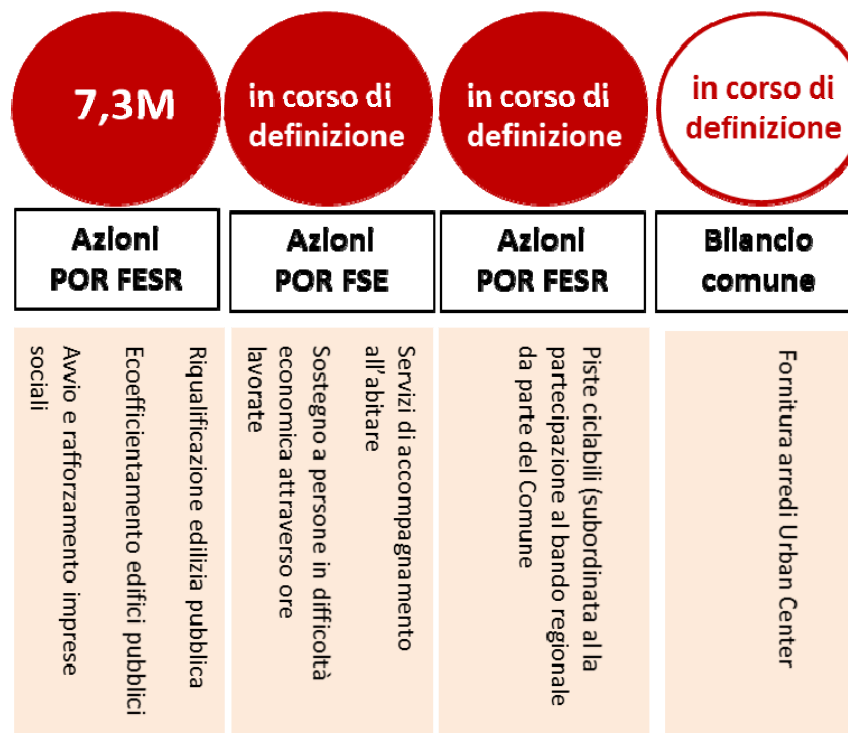 7,3M
in corso di
definizione
in corso di
definizione
in corso di
definizione
Azioni
POR FESR
Azioni
POR FSE
Azioni
POR FESR
Bilancio
comune
Riqualificazione edilizia pubblica
Ecoefficientamento edifici pubblici
Avvio e rafforzamento imprese
sociali
Servizi di accompagnamento
all'abitare
Sostegno a persone in difficoltà
economica attraverso ore
lavorate
Piste ciclabili (subordinata al la
partecipazione al bando regionale
da parte del Comune
Fornitura arredi Urban Center